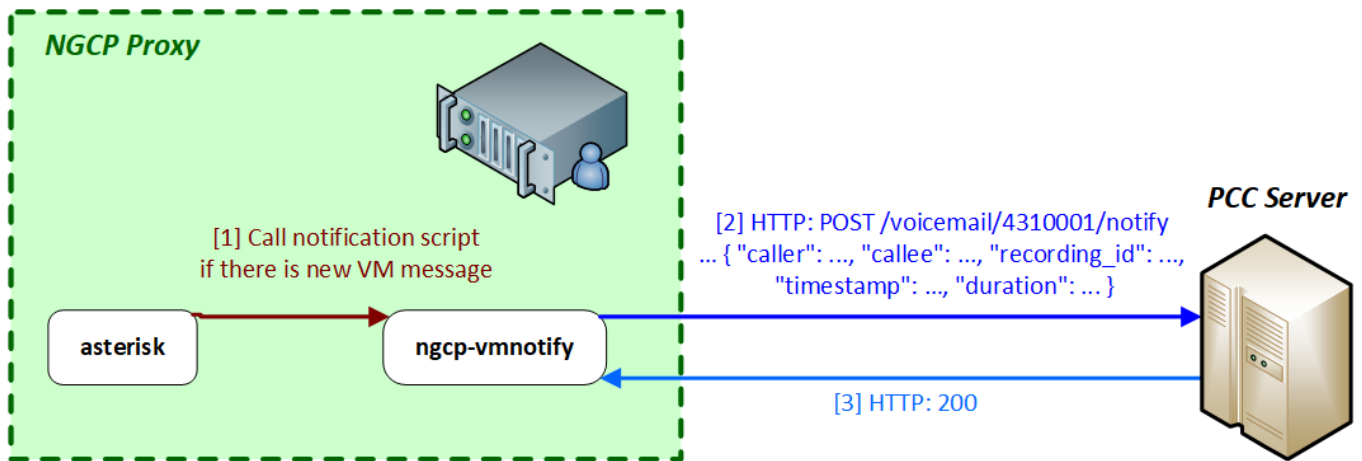 NGCP Proxy
[1] Call notification script
if there is new VM message
asterisk
ngcp-vmnotify
[2] HTTP: POST /voicemail/4310001/notify
... { "caller": ..., "callee": ..., "recording_id": ...,
"timestamp": ..., "duration": ... }
PCC Server
[3] HTTP: 200